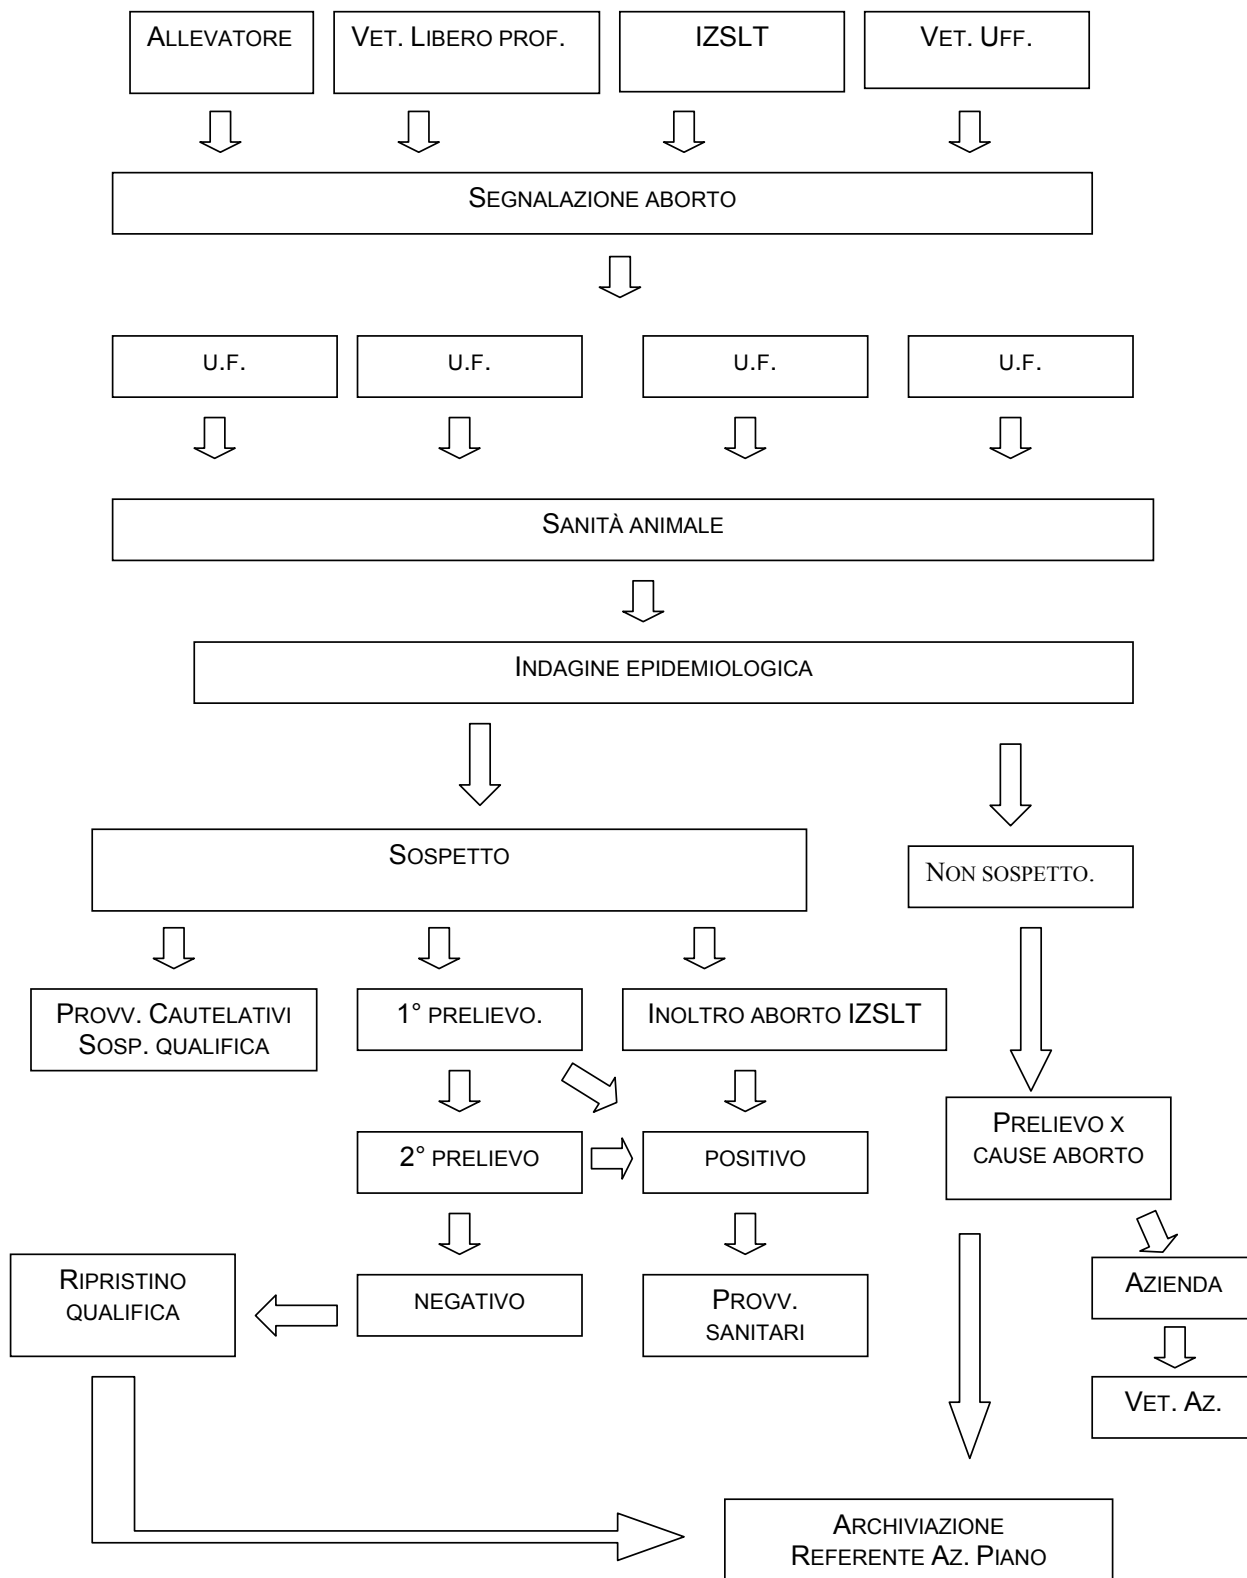 ALLEVATORE
VET. LIBERO PROF.
IZSLT
VET. UFF.
SEGNALAZIONE ABORTO
U.F.
U.F.
U.F.
U.F.
SANITÀ ANIMALE
INDAGINE EPIDEMIOLOGICA
SOSPETTO
NON SOSPETTO.
PROVV. CAUTELATIVI
SOSP. QUALIFICA
1° PRELIEVO.
INOLTRO ABORTO IZSLT
2° PRELIEVO
POSITIVO
PRELIEVO X
CAUSE ABORTO
RIPRISTINO
QUALIFICA
NEGATIVO
PROVV.
SANITARI
AZIENDA
VET. AZ.
ARCHIVIAZIONE
REFERENTE AZ. PIANO